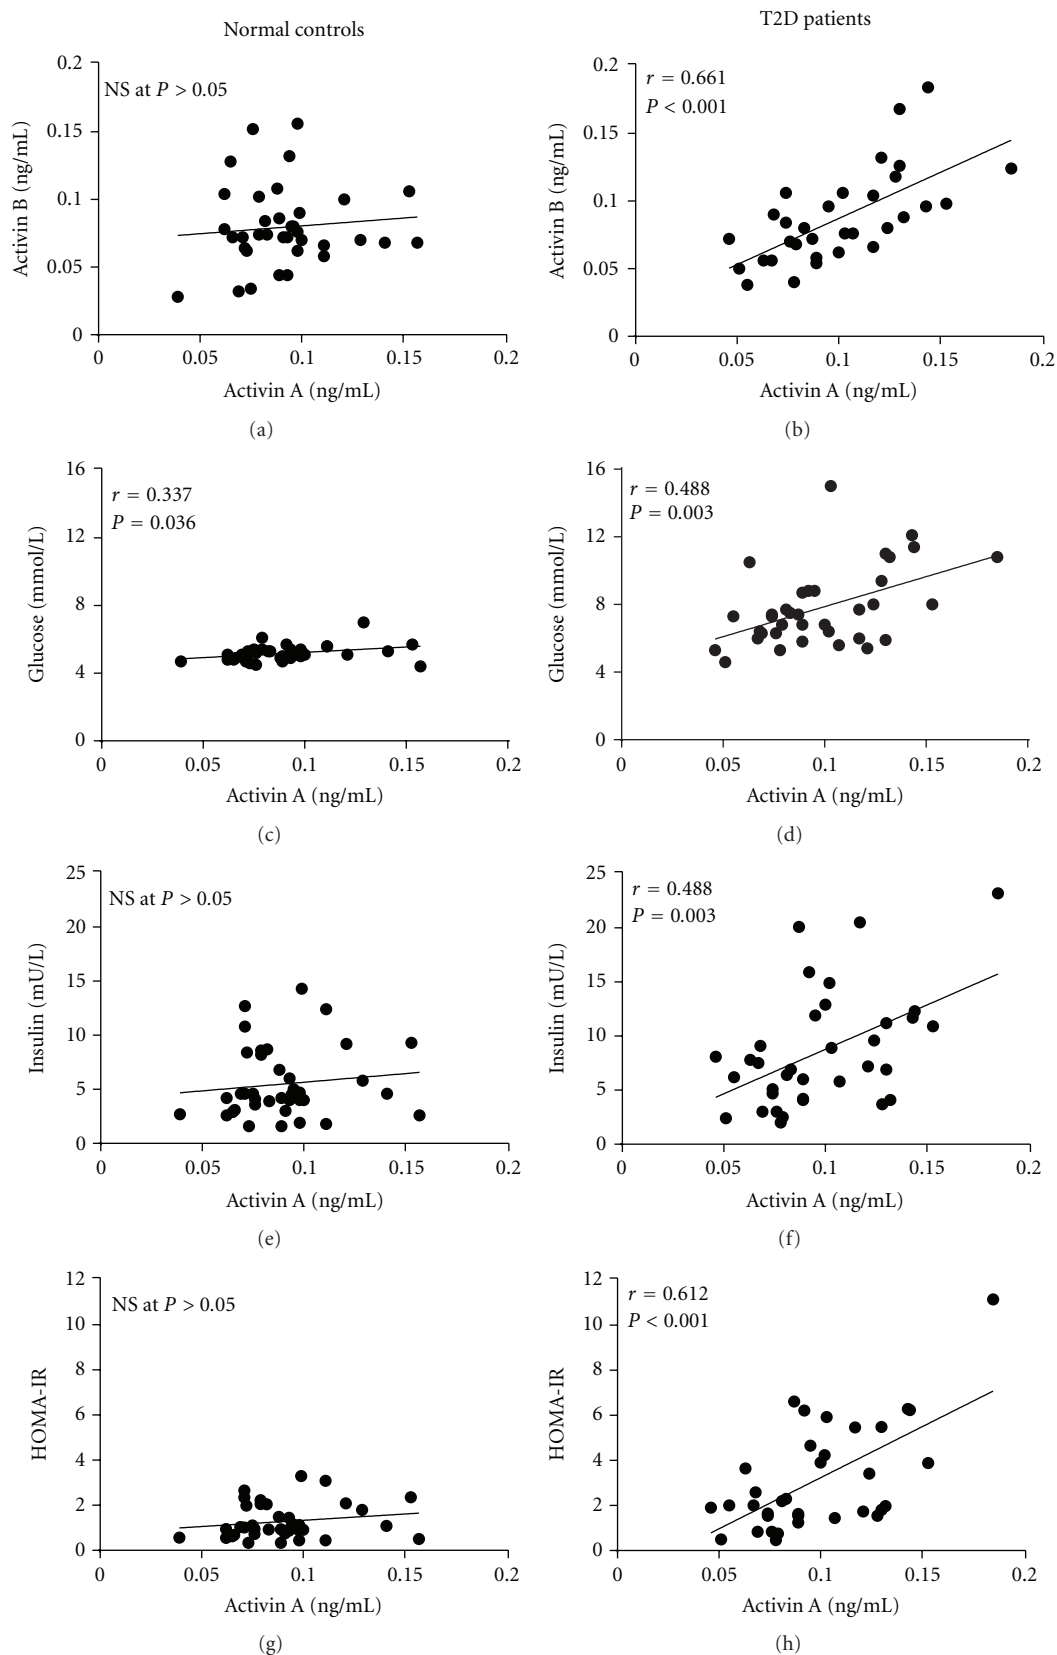 Normal controls
T2D patients
NS at P > 0.05
0.2
0.15
0.1
0.05
0
Activin B (ng/mL)
0 0.05 0.1 0.15 0.2
Activin A (ng/mL)
(a)
r = 0.661
P < 0.001
0.2
0.15
0.1
0.05
0
Activin B (ng/mL)
0 0.05 0.1 0.15 0.2
Activin A (ng/mL)
(b)
r = 0.337
P = 0.036
16
12
8
4
0
Glucose (mmol/L)
0 0.05 0.1 0.15 0.2
Activin A (ng/mL)
(c)
r = 0.488
P = 0.003
16
12
8
4
0
Glucose (mmol/L)
0 0.05 0.1 0.15 0.2
Activin A (ng/mL)
(d)
NS at P > 0.05
25
20
15
10
5
0
Insulin (mU/L)
0 0.05 0.1 0.15 0.2
Activin A (ng/mL)
(e)
r = 0.488
P = 0.003
25
20
15
10
5
0
Insulin (mU/L)
0 0.05 0.1 0.15 0.2
Activin A (ng/mL)
(f)
NS at P > 0.05
12
10
8
6
4
2
0
HOMA-IR
0 0.05 0.1 0.15 0.2
Activin A (ng/mL)
(g)
r = 0.612
P < 0.001
12
10
8
6
4
2
0
HOMA-IR
0 0.05 0.1 0.15 0.2
Activin A (ng/mL)
(h)